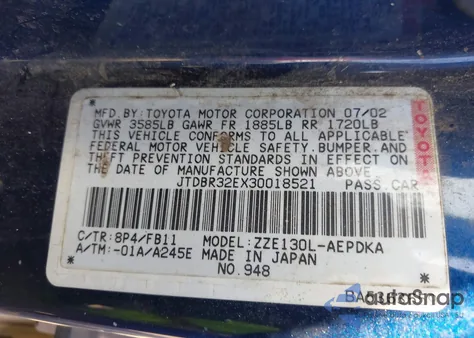 MFD.BY:TOYOTA MOTOR CORPORATION 07/02
GVWR 3585LB GAWR FR 1885LB RR 1720LB
THIS VEHICLE CONFORMS TO ALL APPLICABLE
FEDERAL MOTOR VEHICLE SAFETY.BUMPER.AND
THEFT PREVENTION STANDARDS IN EFFECT ON
THE DATE OF MANUFACTURE SHOWN ABOVE.
JTDBR32EX30018521 PASS.CAR
C/TR:8P4/FB11 MODEL:ZZE130L-AEPDKA
A/TM:-01A/A245E MADE IN JAPAN
NO.948
TOYOTA
autoSnap